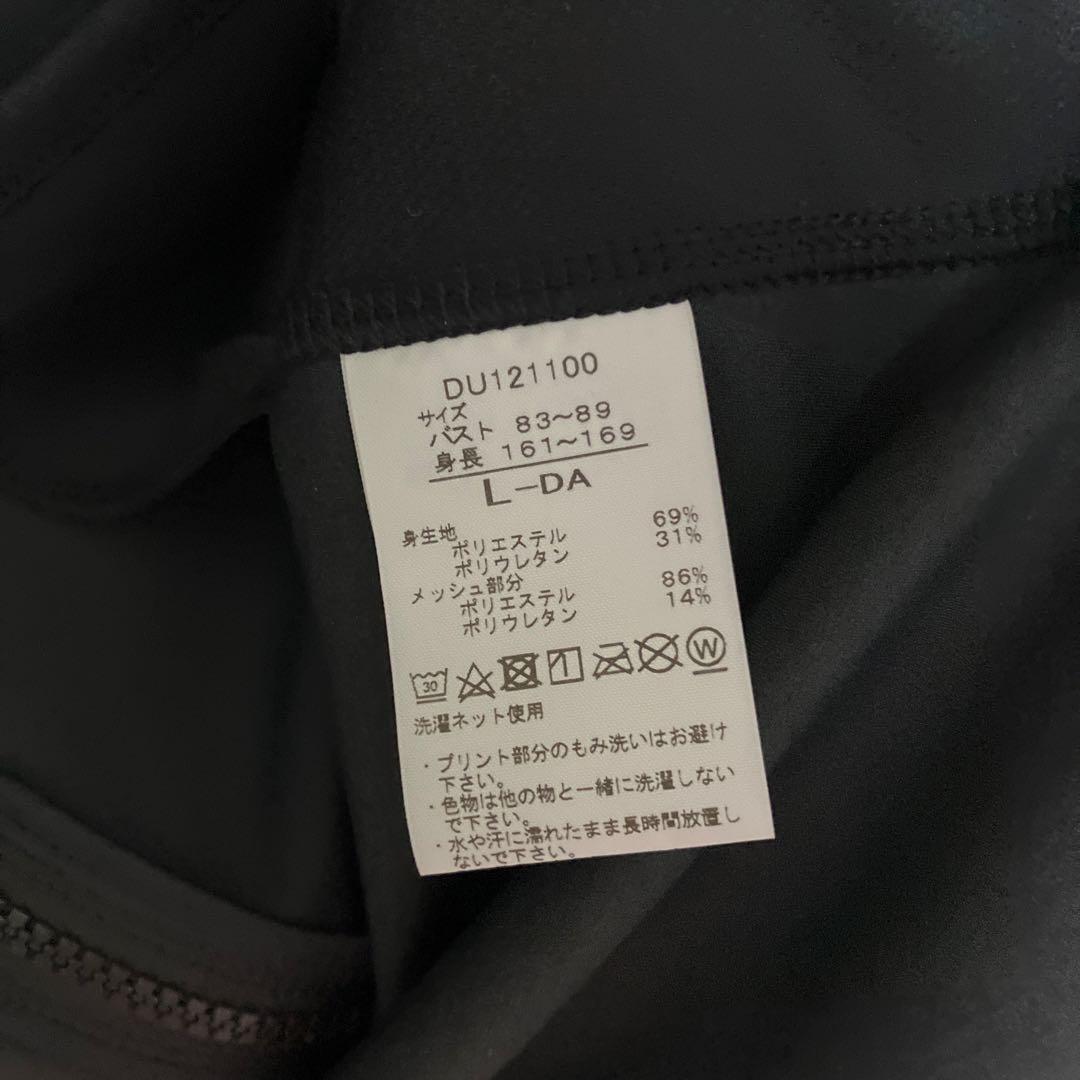 DU121100
サイズ
バスト 83〜89
身長 161〜169
L-DA
身生地
ポリエステル 69%
ポリウレタン 31%
メッシュ部分
ポリエステル 86%
ポリウレタン 14%
30 W
洗濯ネット使用
・プリント部分のもみ洗いはお避け
下さい。
・色物は他の物と一緒に洗濯しない
で下さい。
・水や汗に濡れたまま長時間放置し
ないで下さい。